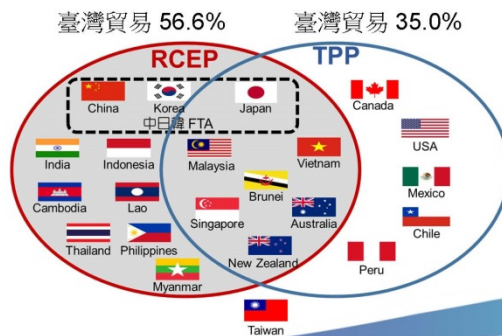 臺灣貿易 56.6%
臺灣貿易 35.0%
RCEP
TPP
China
Korea
Japan
中日韓 FTA
Canada
USA
India
Indonesia
Malaysia
Vietnam
Mexico
Cambodia
Lao
Brunei
Singapore
Australia
Chile
Thailand
Philippines
New Zealand
Peru
Myanmar
Taiwan